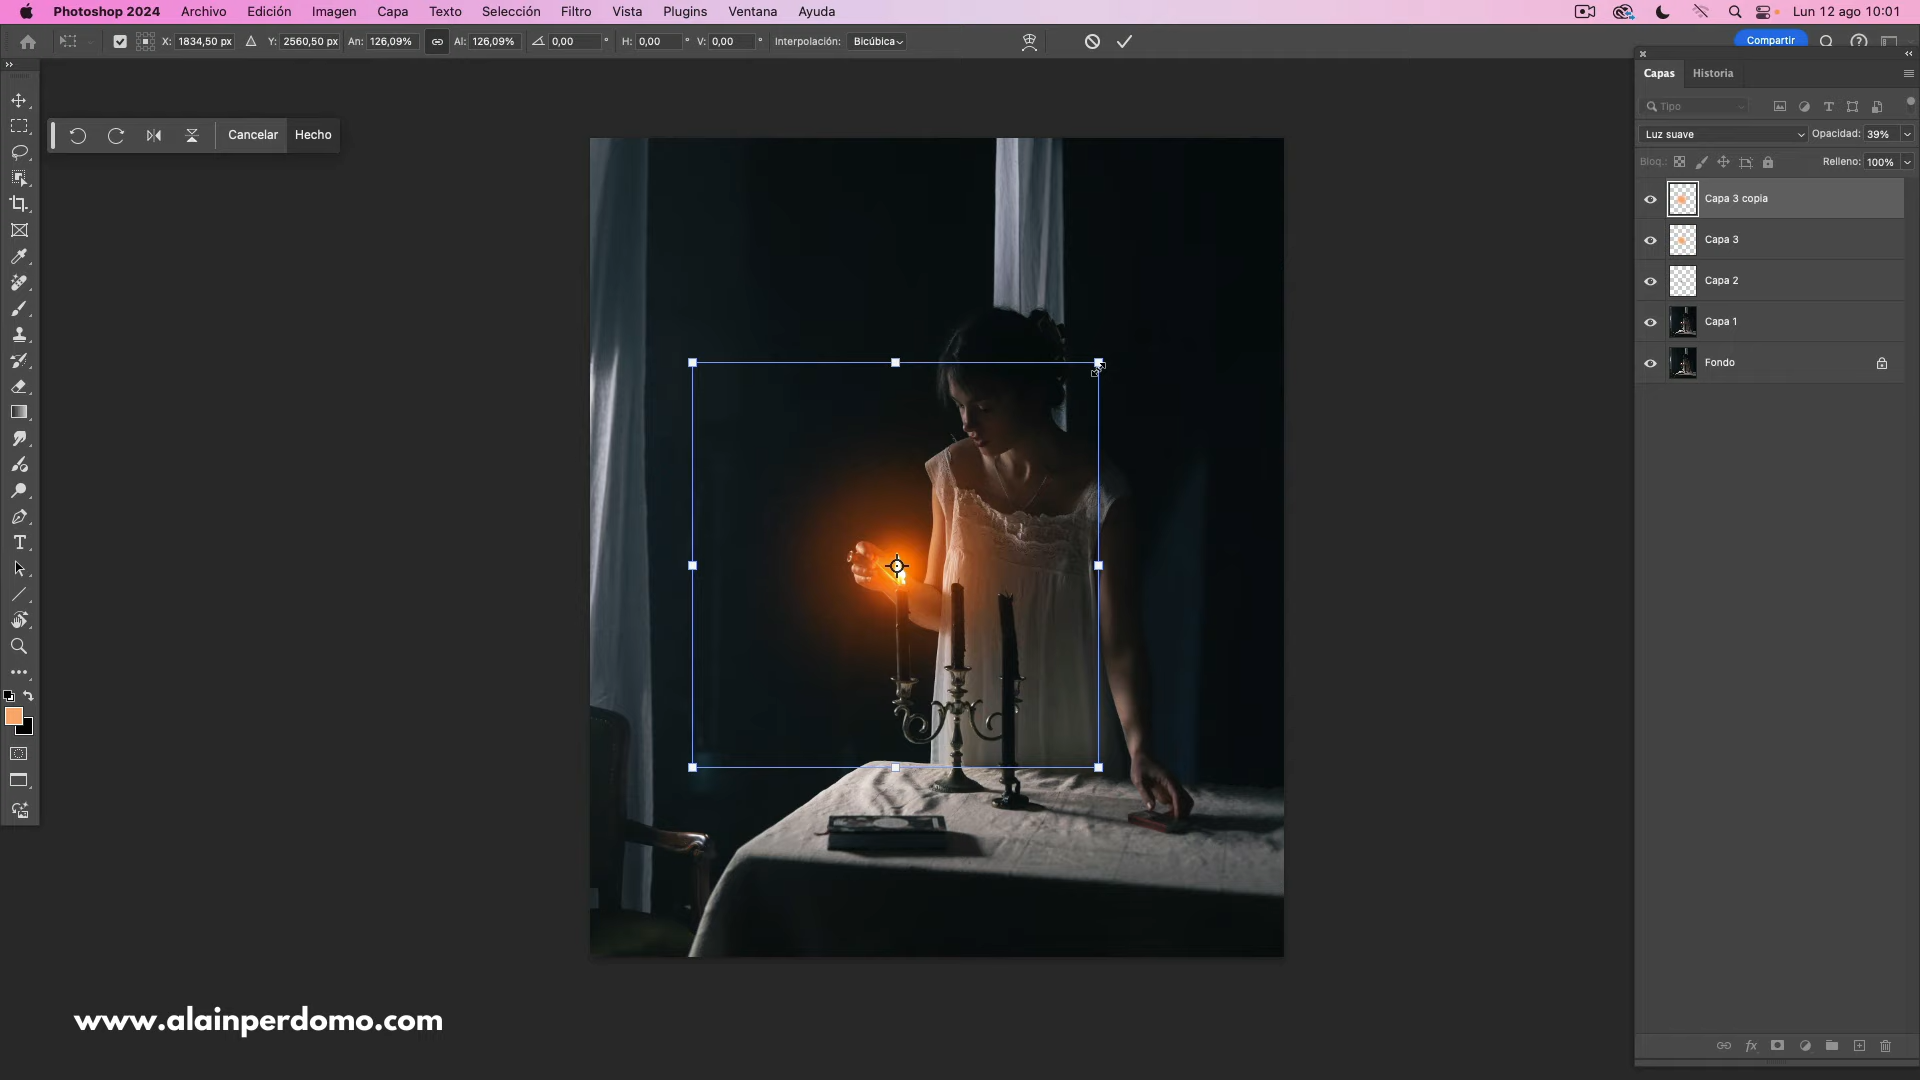 Photoshop 2024 Archivo Edición Imagen Capa Texto Selección Filtro Vista Plugins Ventana Ayuda Lun 12 ago 10:01
X: 1834,50 px Y: 2560,50 px An: 126,09% Al: 126,09% 0,00 ° H: 0,00 ° V: 0,00 ° Interpolación: Bicúbica Compartir
Capas Historia
Tipo
Cancelar Hecho
Luz suave Opacidad: 39%
Bloq.: Relleno: 100%
Capa 3 copia
Capa 3
Capa 2
Capa 1
Fondo
www.alainperdomo.com